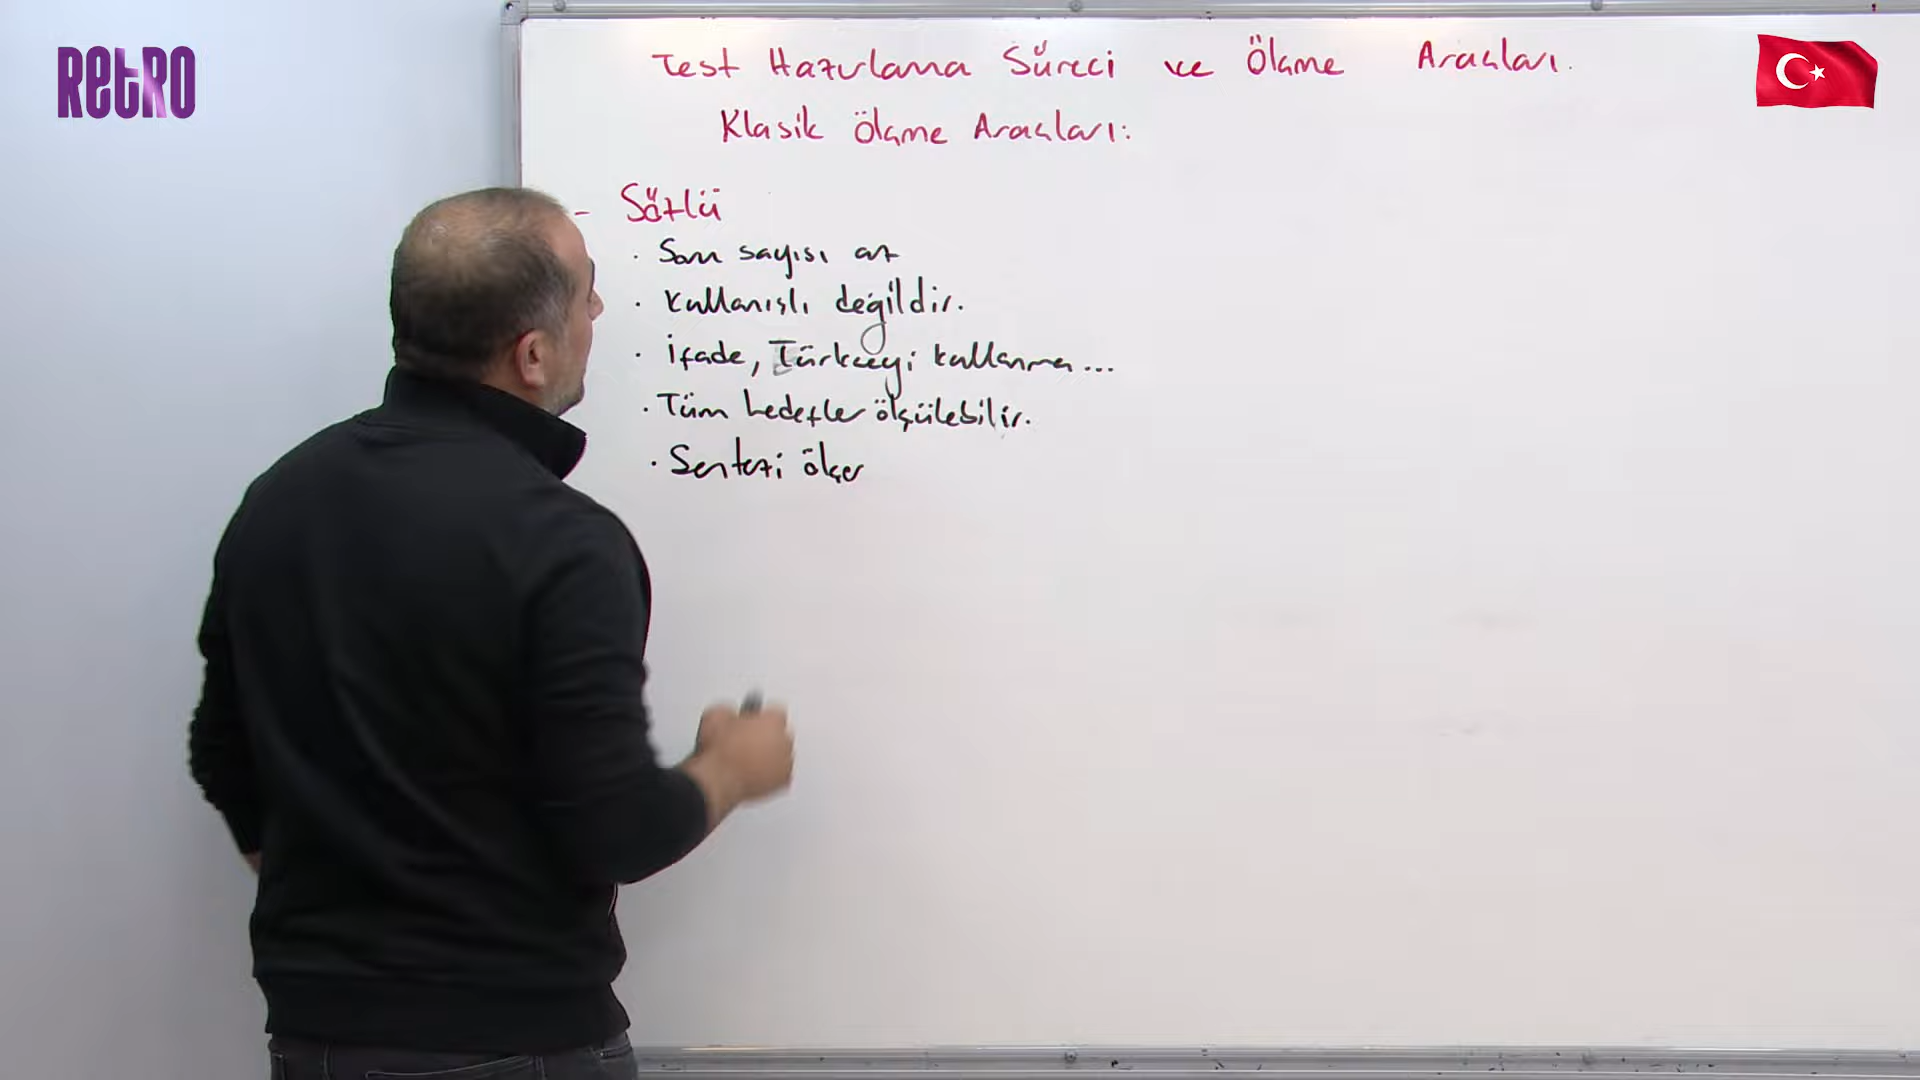 RETRO
Test Hazırlama Süreci ve Ölçme Araçları.
Klasik Ölçme Araçları:
- Sözlü
· Soru sayısı az
· Kullanışlı değildir.
· İfade, Türkçeyi kullanma...
· Tüm hedefler ölçülebilir.
· Sentezi ölçer